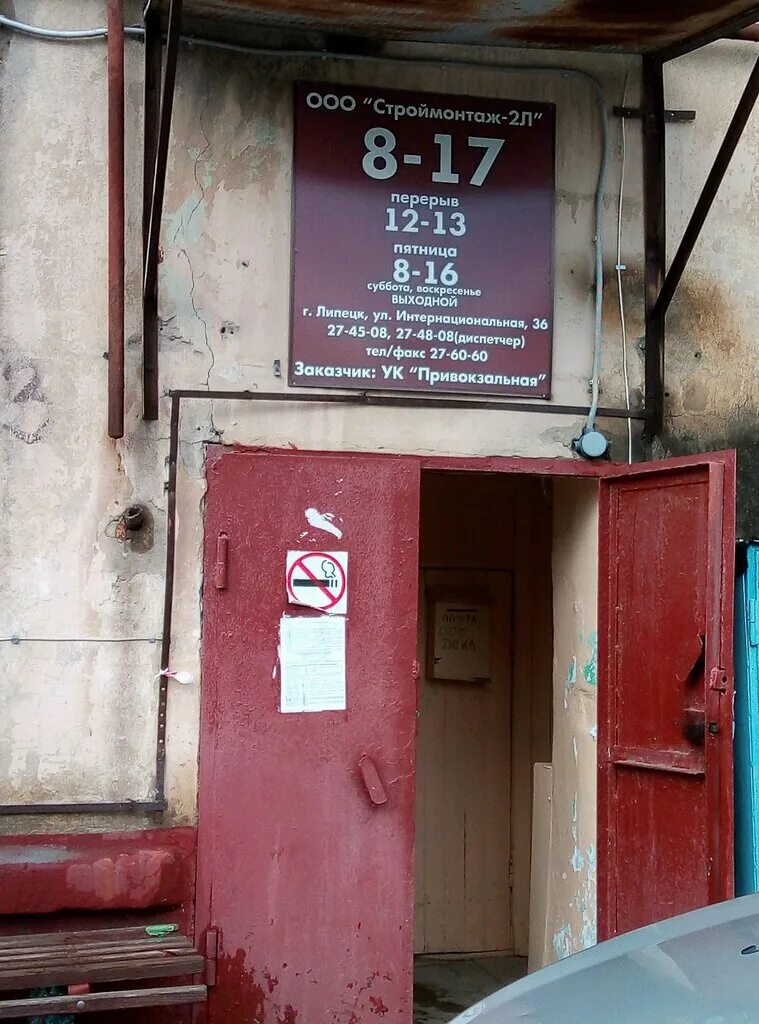 ООО "Строймонтаж-2Л"
8-17
перерыв
12-13
пятница
8-16
суббота, воскресенье
ВЫХОДНОЙ
г. Липецк, ул. Интернациональная, 36
27-45-08, 27-48-08(диспетчер)
тел/факс 27-60-60
Заказчик: УК "Привокзальная"
ПОЧТА